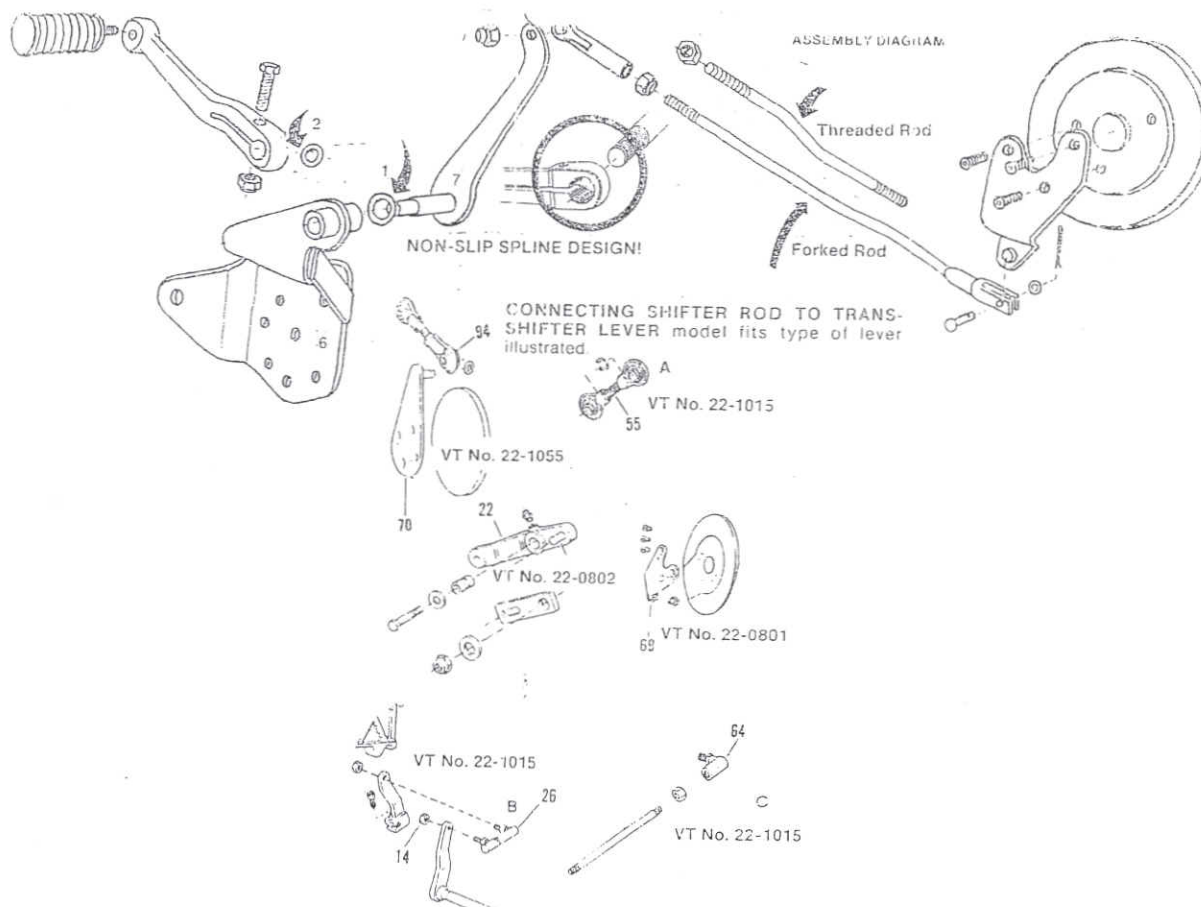 ASSEMBLY DIAGRAM
2
Threaded Rod
1
7
NON-SLIP SPLINE DESIGN!
Forked Rod
6
CONNECTING SHIFTER ROD TO TRANS-
SHIFTER LEVER model fits type of lever
illustrated.
94
A
VT No. 22-1015
55
VT No. 22-1055
70
22
VT No. 22-0802
69
VT No. 22-0801
VT No. 22-1015
64
B
26
C
14
VT No. 22-1015